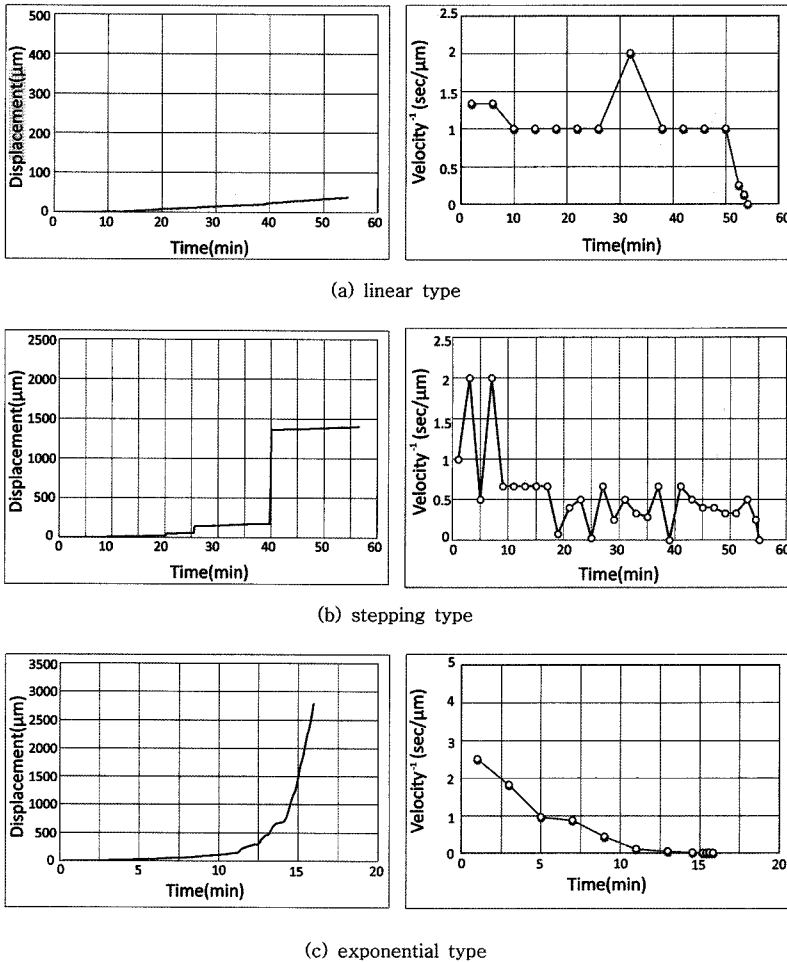 500
400
300
200
100
0
0 10 20 30 40 50 60
Displacement(μm)
Time(min)
2.5
2
1.5
1
0.5
0
0 10 20 30 40 50 60
Velocity⁻¹ (sec/μm)
Time(min)
(a) linear type
2500
2000
1500
1000
500
0
0 10 20 30 40 50 60
Displacement(μm)
Time(min)
2.5
2
1.5
1
0.5
0
0 10 20 30 40 50 60
Velocity⁻¹ (sec/μm)
Time(min)
(b) stepping type
3500
3000
2500
2000
1500
1000
500
0
0 5 10 15 20
Displacement(μm)
Time(min)
5
4
3
2
1
0
0 5 10 15 20
Velocity⁻¹ (sec/μm)
Time(min)
(c) exponential type